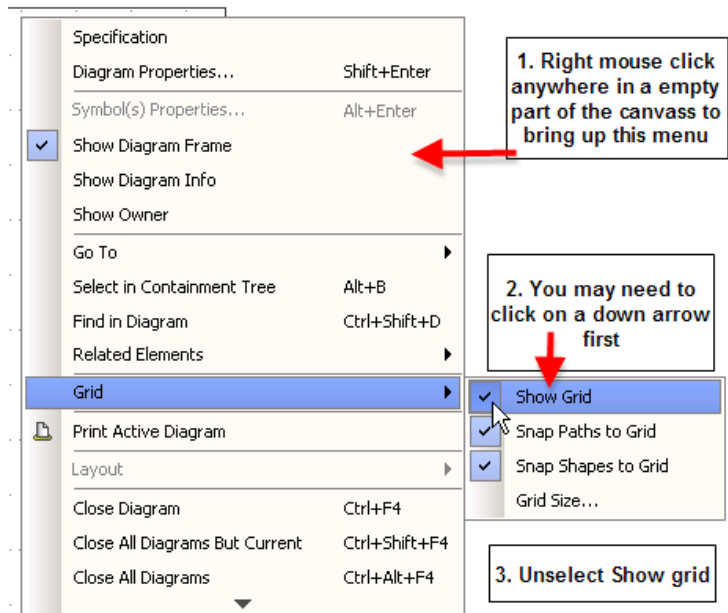 Specification
Diagram Properties... Shift+Enter
Symbol(s) Properties... Alt+Enter
Show Diagram Frame
Show Diagram Info
Show Owner
Go To
Select in Containment Tree Alt+B
Find in Diagram Ctrl+Shift+D
Related Elements
Grid
Print Active Diagram
Layout
Close Diagram Ctrl+F4
Close All Diagrams But Current Ctrl+Shift+F4
Close All Diagrams Ctrl+Alt+F4
1. Right mouse click
anywhere in a empty
part of the canvass to
bring up this menu
2. You may need to
click on a down arrow
first
Show Grid
Snap Paths to Grid
Snap Shapes to Grid
Grid Size...
3. Unselect Show grid